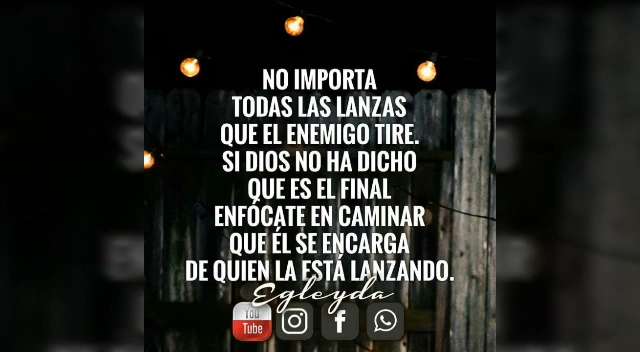 NO IMPORTA
TODAS LAS LANZAS
QUE EL ENEMIGO TIRE.
SI DIOS NO HA DICHO
QUE ES EL FINAL
ENFÓCATE EN CAMINAR
QUE ÉL SE ENCARGA
DE QUIEN LA ESTÁ LANZANDO.
Egleyda
You
Tube